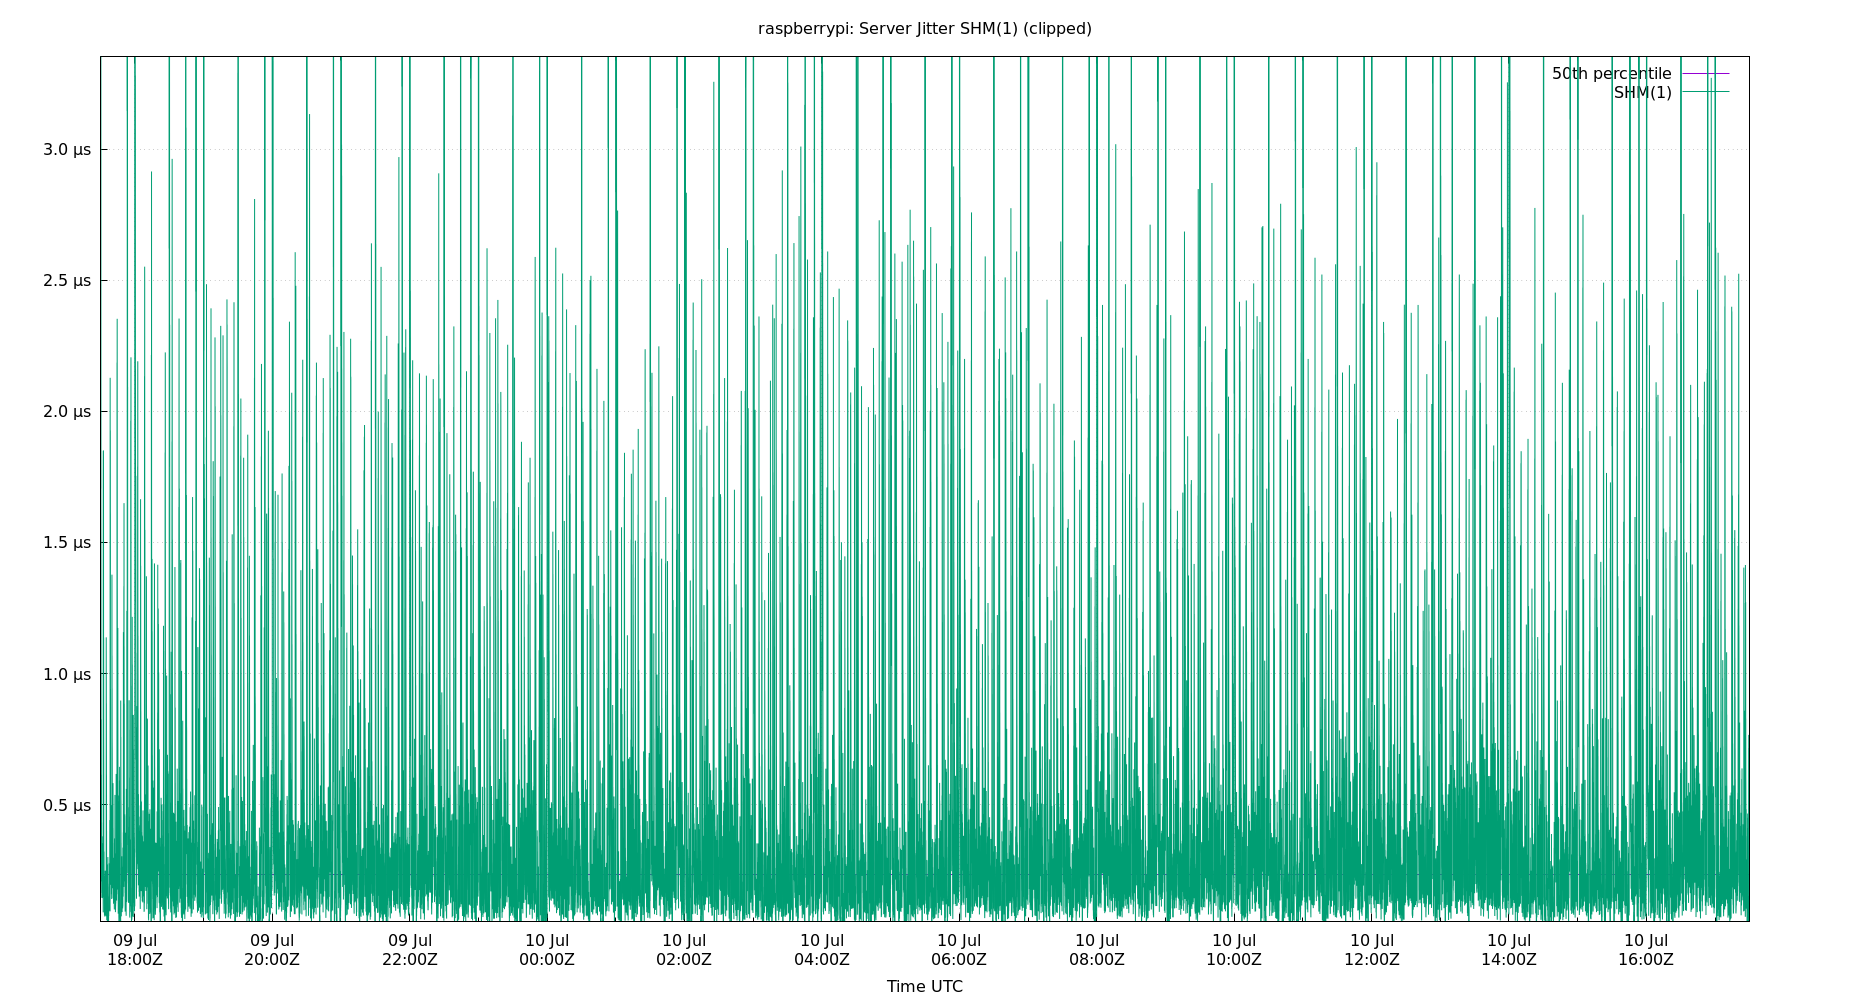 raspberrypi: Server Jitter SHM(1) (clipped)
50th percentile
SHM(1)
3.0 µs
2.5 µs
2.0 µs
1.5 µs
1.0 µs
0.5 µs
09 Jul 09 Jul 09 Jul 10 Jul 10 Jul 10 Jul 10 Jul 10 Jul 10 Jul 10 Jul 10 Jul 10 Jul
18:00Z 20:00Z 22:00Z 00:00Z 02:00Z 04:00Z 06:00Z 08:00Z 10:00Z 12:00Z 14:00Z 16:00Z
Time UTC